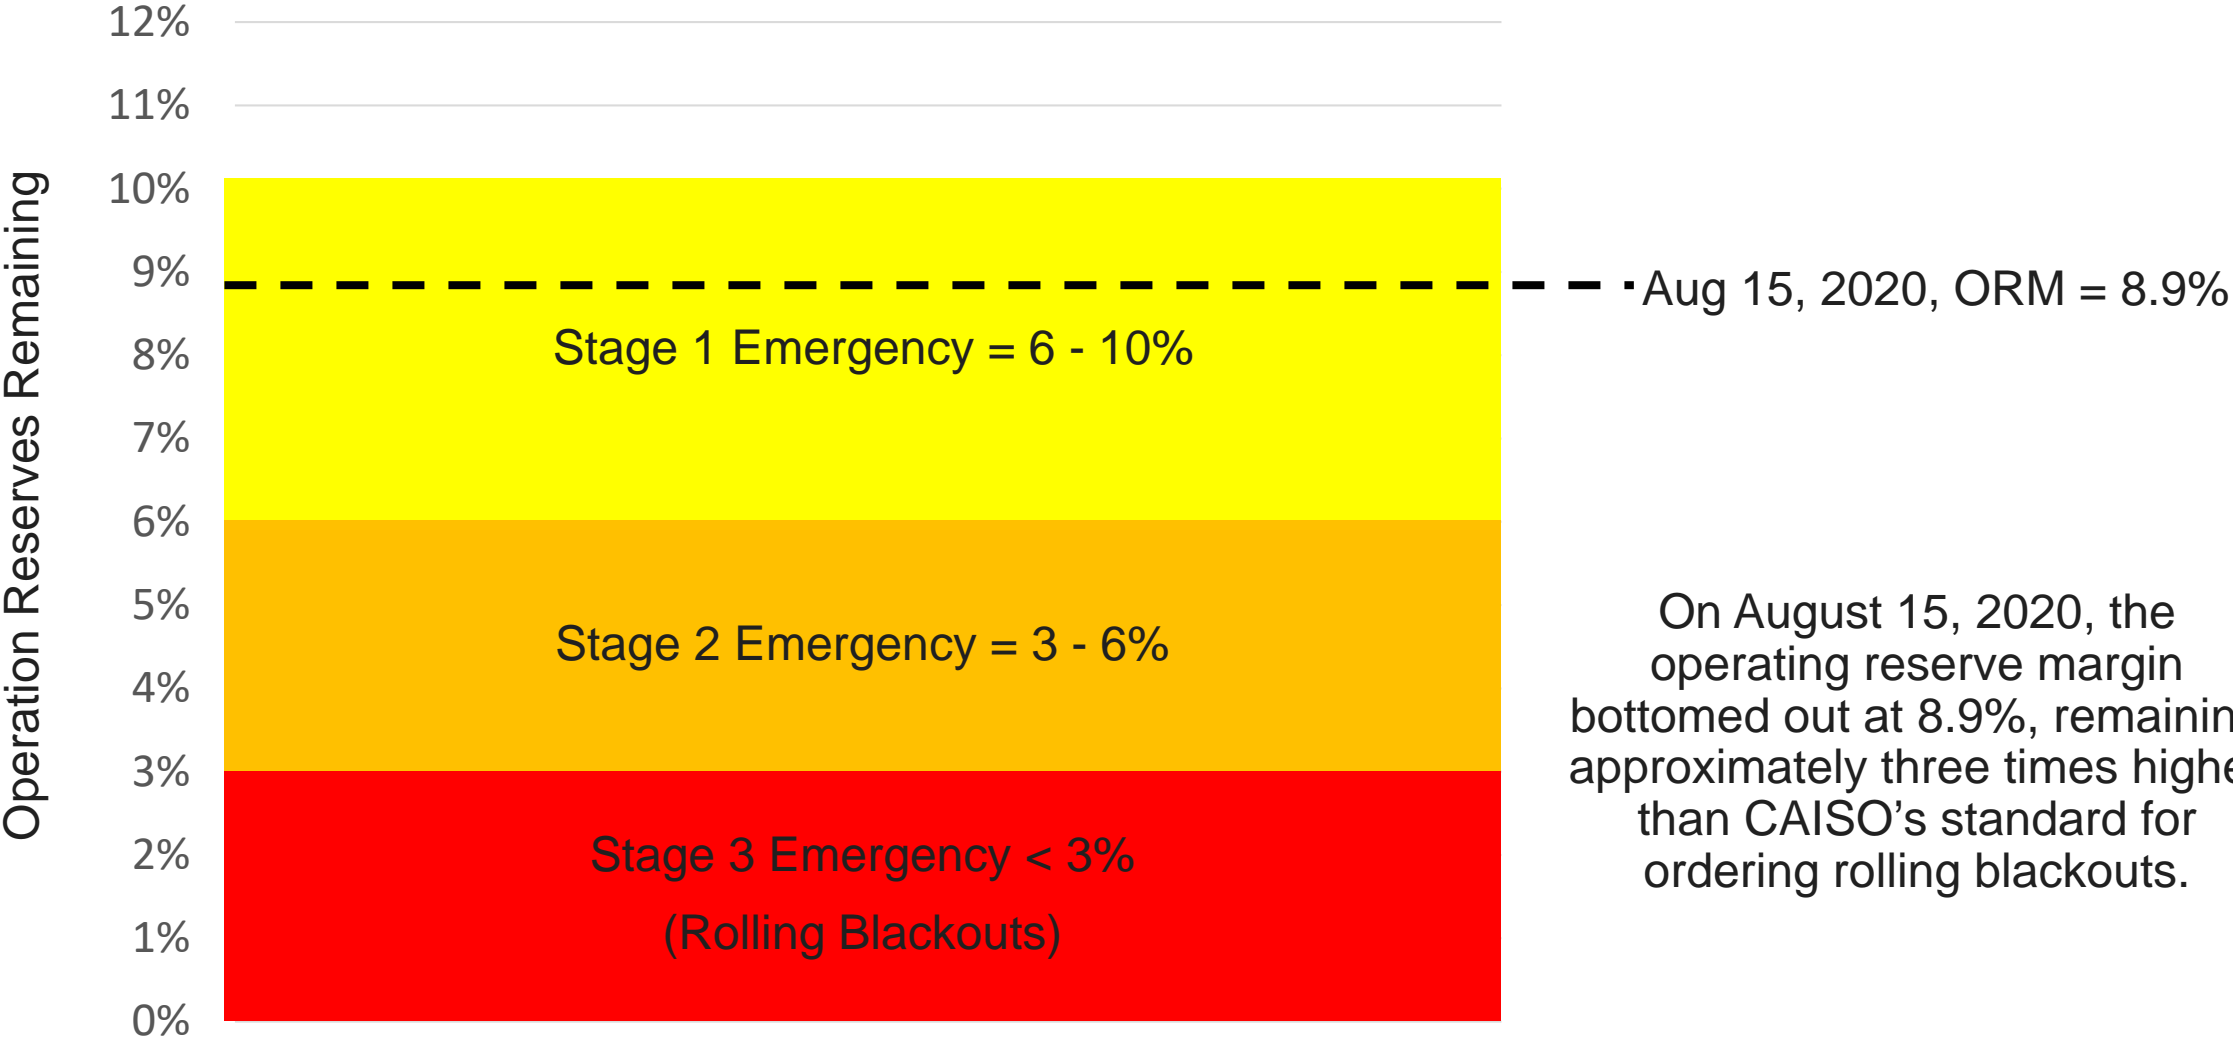 12%
11%
10%
9%
8%
7%
6%
5%
4%
3%
2%
1%
0%
Operation Reserves Remaining
Stage 1 Emergency = 6 - 10%
Stage 2 Emergency = 3 - 6%
Stage 3 Emergency < 3%
(Rolling Blackouts)
Aug 15, 2020, ORM = 8.9%
On August 15, 2020, the
operating reserve margin
bottomed out at 8.9%, remainin
approximately three times highe
than CAISO’s standard for
ordering rolling blackouts.